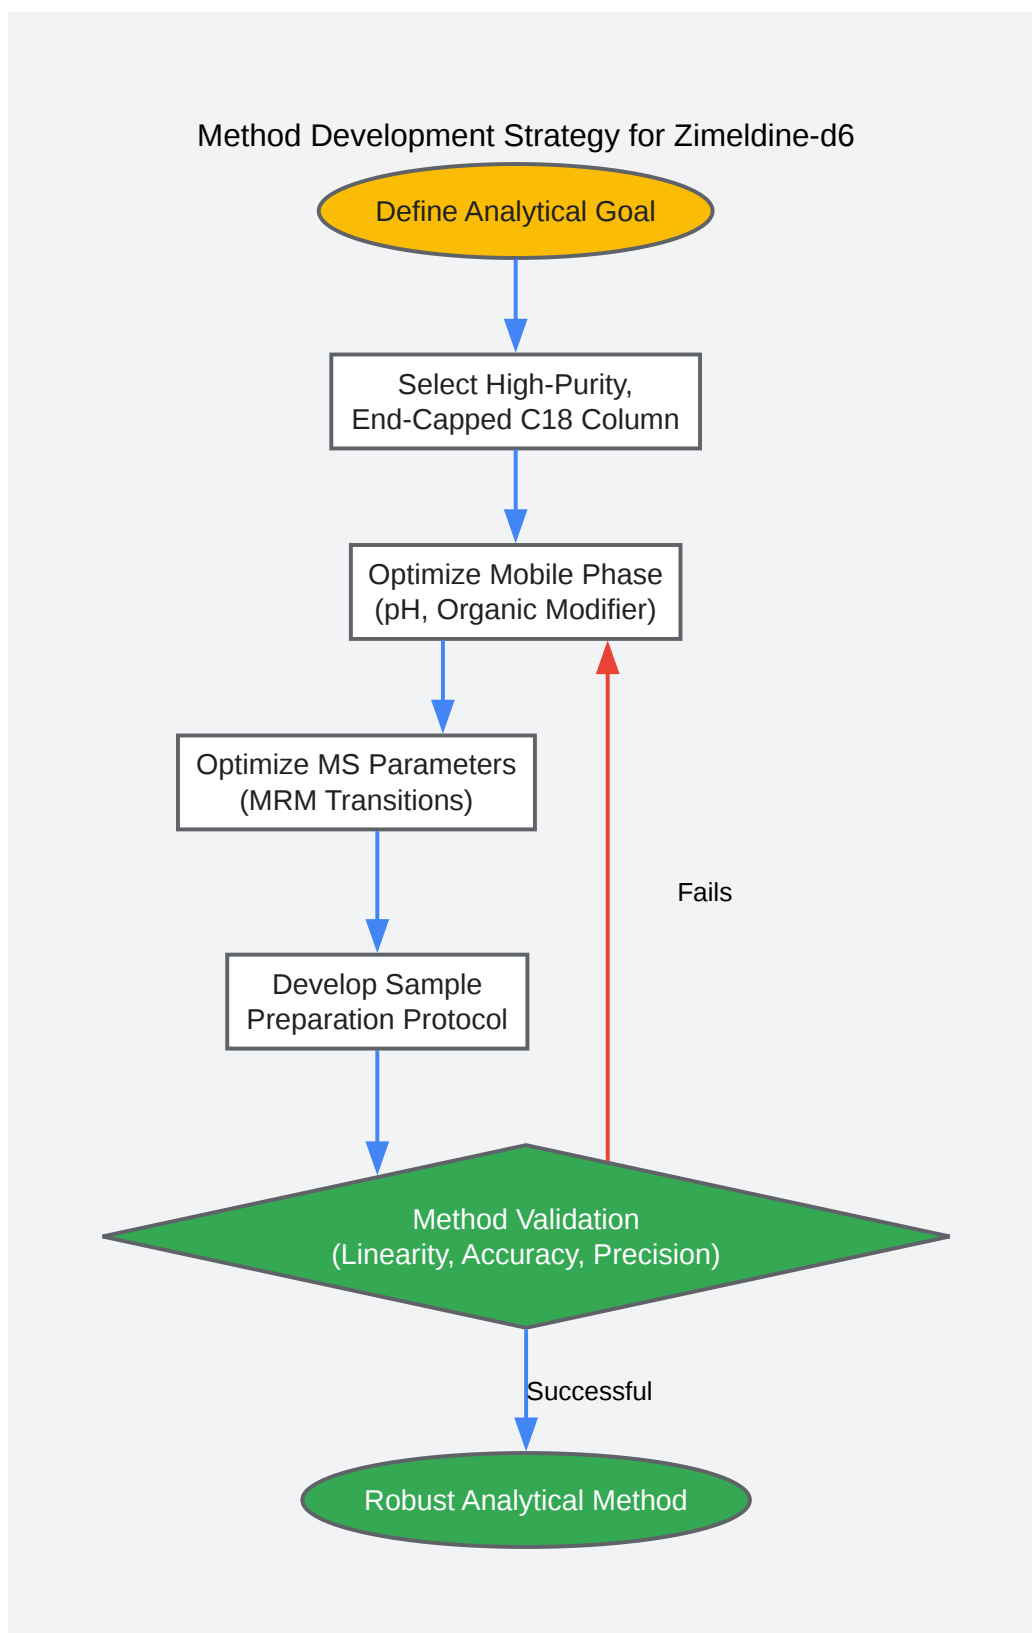 Method Development Strategy for Zimeldine-d6
Define Analytical Goal
Select High-Purity,
End-Capped C18 Column
Optimize Mobile Phase
(pH, Organic Modifier)
Optimize MS Parameters
(MRM Transitions)
Fails
Develop Sample
Preparation Protocol
Method Validation
(Linearity, Accuracy, Precision)
Successful
Robust Analytical Method